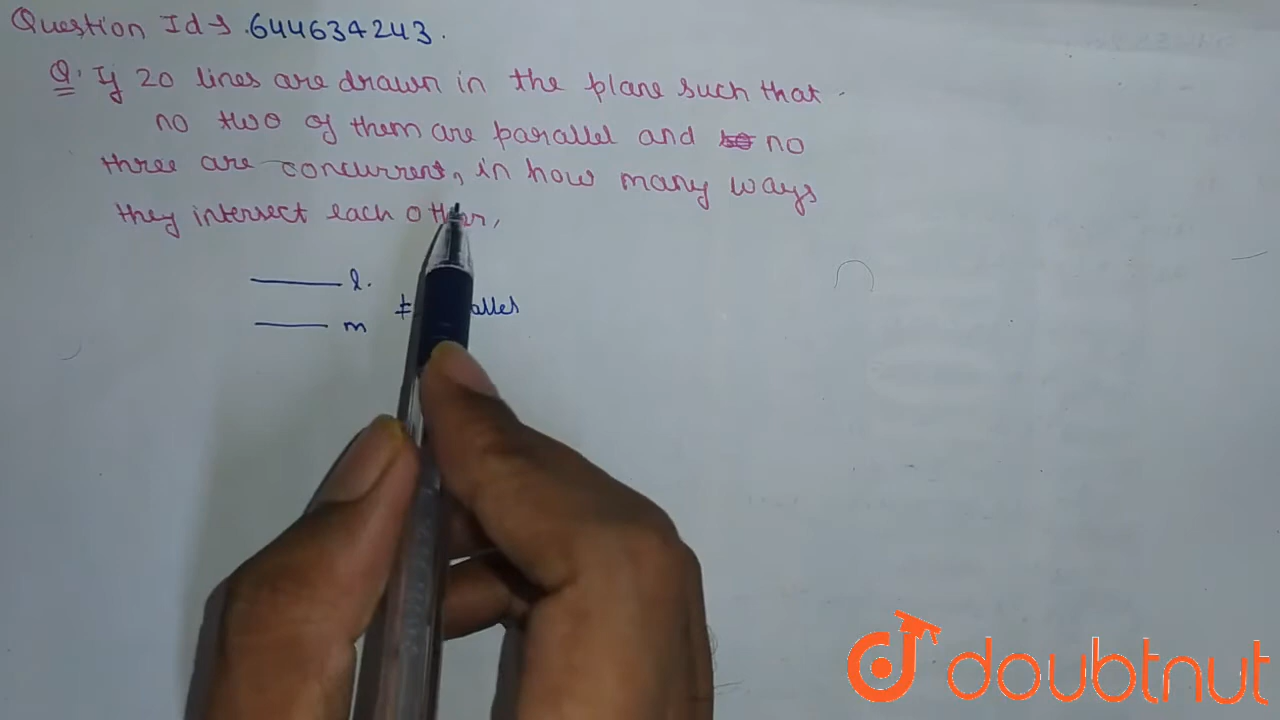 Question Id → .644634243.
Q. If 20 lines are drawn in the plane such that
no two of them are parallel and no
three are concurrent, in how many ways
they intersect each other,
l.
m ≠
doubtnut